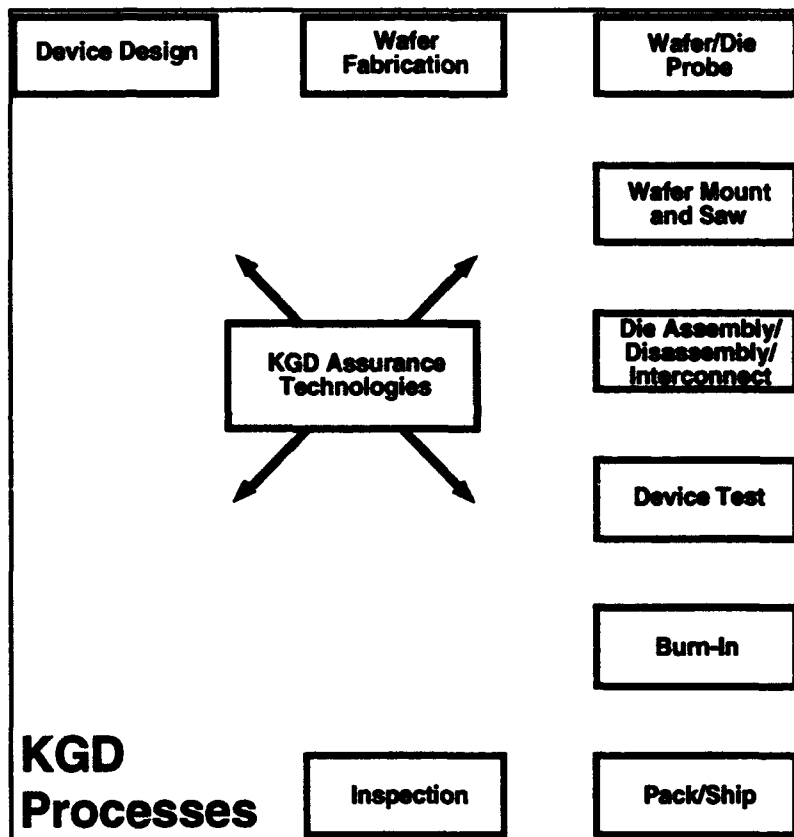 Device Design
Wafer
Fabrication
Wafer/Die
Probe
Wafer Mount
and Saw
KGD Assurance
Technologies
Die Assembly/
Disassembly/
Interconnect
Device Test
Burn-In
KGD
Processes
Inspection
Pack/Ship